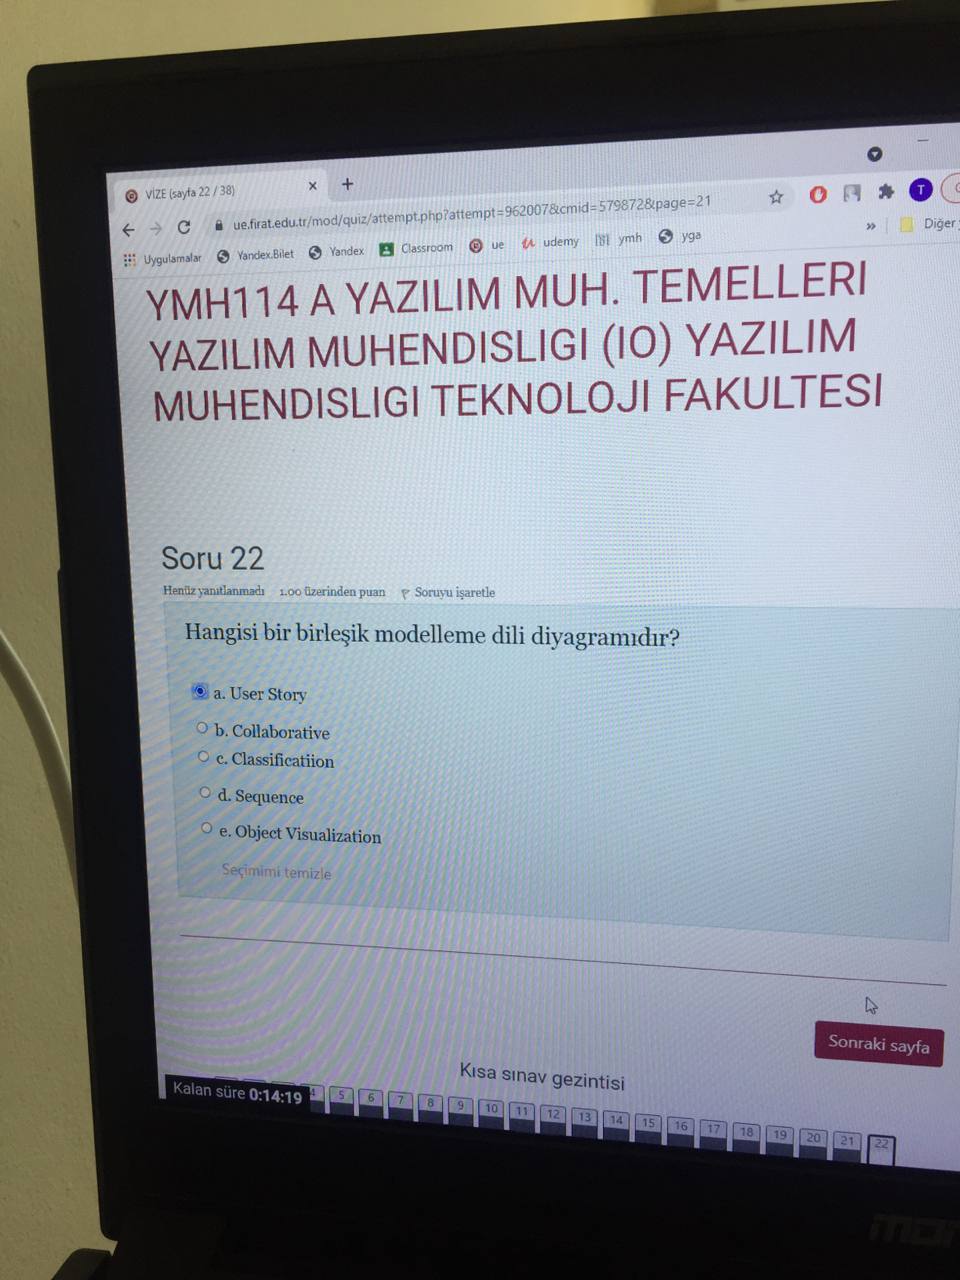 VİZE (sayfa 22 / 38)
ue.firat.edu.tr/mod/quiz/attempt.php?attempt=962007&cmid=579872&page=21
T
Uygulamalar Yandex.Bilet Yandex Classroom ue udemy ymh yga » Diğer
YMH114 A YAZILIM MUH. TEMELLERI
YAZILIM MUHENDISLIGI (IO) YAZILIM
MUHENDISLIGI TEKNOLOJI FAKULTESI
Soru 22
Henüz yanıtlanmadı 1.00 üzerinden puan Soruyu işaretle
Hangisi bir birleşik modelleme dili diyagramıdır?
a. User Story
b. Collaborative
c. Classificatiion
d. Sequence
e. Object Visualization
Seçimimi temizle
Sonraki sayfa
Kısa sınav gezintisi
Kalan süre 0:14:19
4 5 6 7 8 9 10 11 12 13 14 15 16 17 18 19 20 21 22